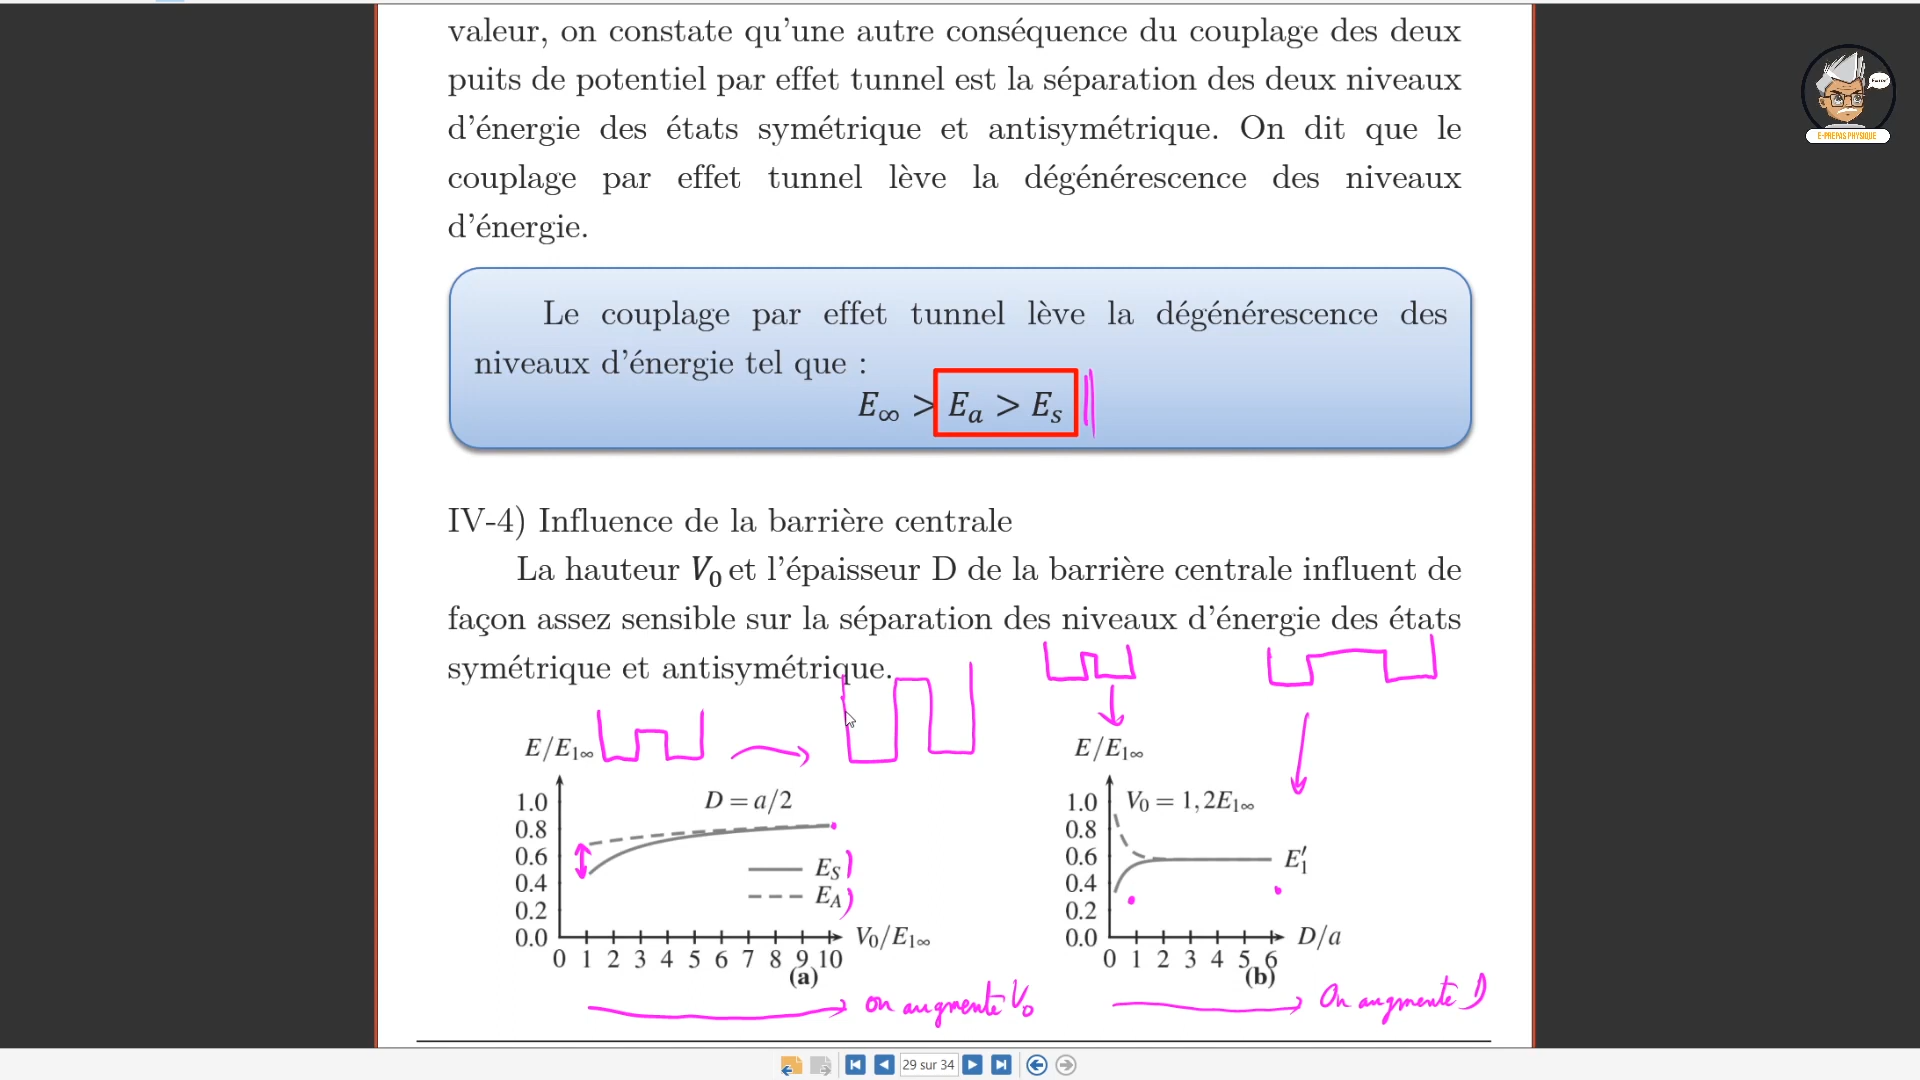 valeur, on constate qu'une autre conséquence du couplage des deux
puits de potentiel par effet tunnel est la séparation des deux niveaux
d'énergie des états symétrique et antisymétrique. On dit que le
couplage par effet tunnel lève la dégénérescence des niveaux
d'énergie.
E-PREPAS PHYSIQUE
Le couplage par effet tunnel lève la dégénérescence des
niveaux d'énergie tel que :
E∞ > Ea > Es
IV-4) Influence de la barrière centrale
La hauteur V0 et l'épaisseur D de la barrière centrale influent de
façon assez sensible sur la séparation des niveaux d'énergie des états
symétrique et antisymétrique.
E/E1∞
D = a/2
1.0
0.8
0.6
0.4
0.2
0.0
ES
EA
V0/E1∞
0 1 2 3 4 5 6 7 8 9 10
(a)
on augmente V0
E/E1∞
V0 = 1,2E1∞
1.0
0.8
0.6
0.4
0.2
0.0
E′1
D/a
0 1 2 3 4 5 6
(b)
On augmente D
29 sur 34